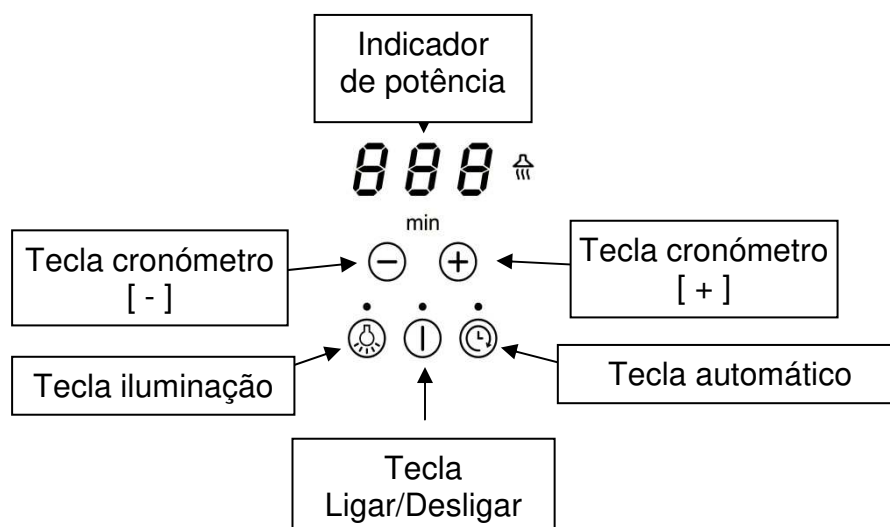 Indicador
de potência
888
min
Tecla cronómetro
[ - ]
Tecla cronómetro
[ + ]
Tecla iluminação
Tecla automático
Tecla
Ligar/Desligar